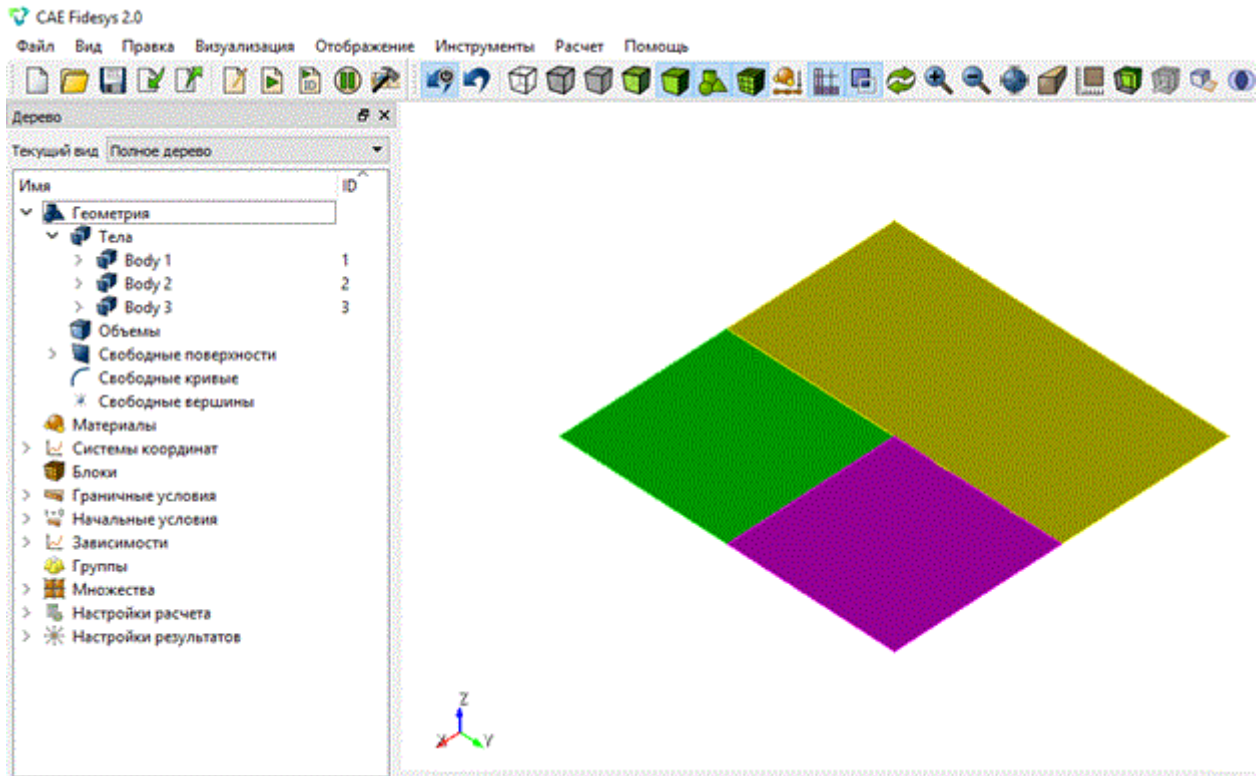 CAE Fidesys 2.0
Файл Вид Правка Визуализация Отображение Инструменты Расчет Помощь
Дерево
Текущий вид Полное дерево
Имя ID
Геометрия
Тела
Body 1 1
Body 2 2
Body 3 3
Объемы
Свободные поверхности
Свободные кривые
Свободные вершины
Материалы
Системы координат
Блоки
Граничные условия
Начальные условия
Зависимости
Группы
Множества
Настройки расчета
Настройки результатов
Z
X Y